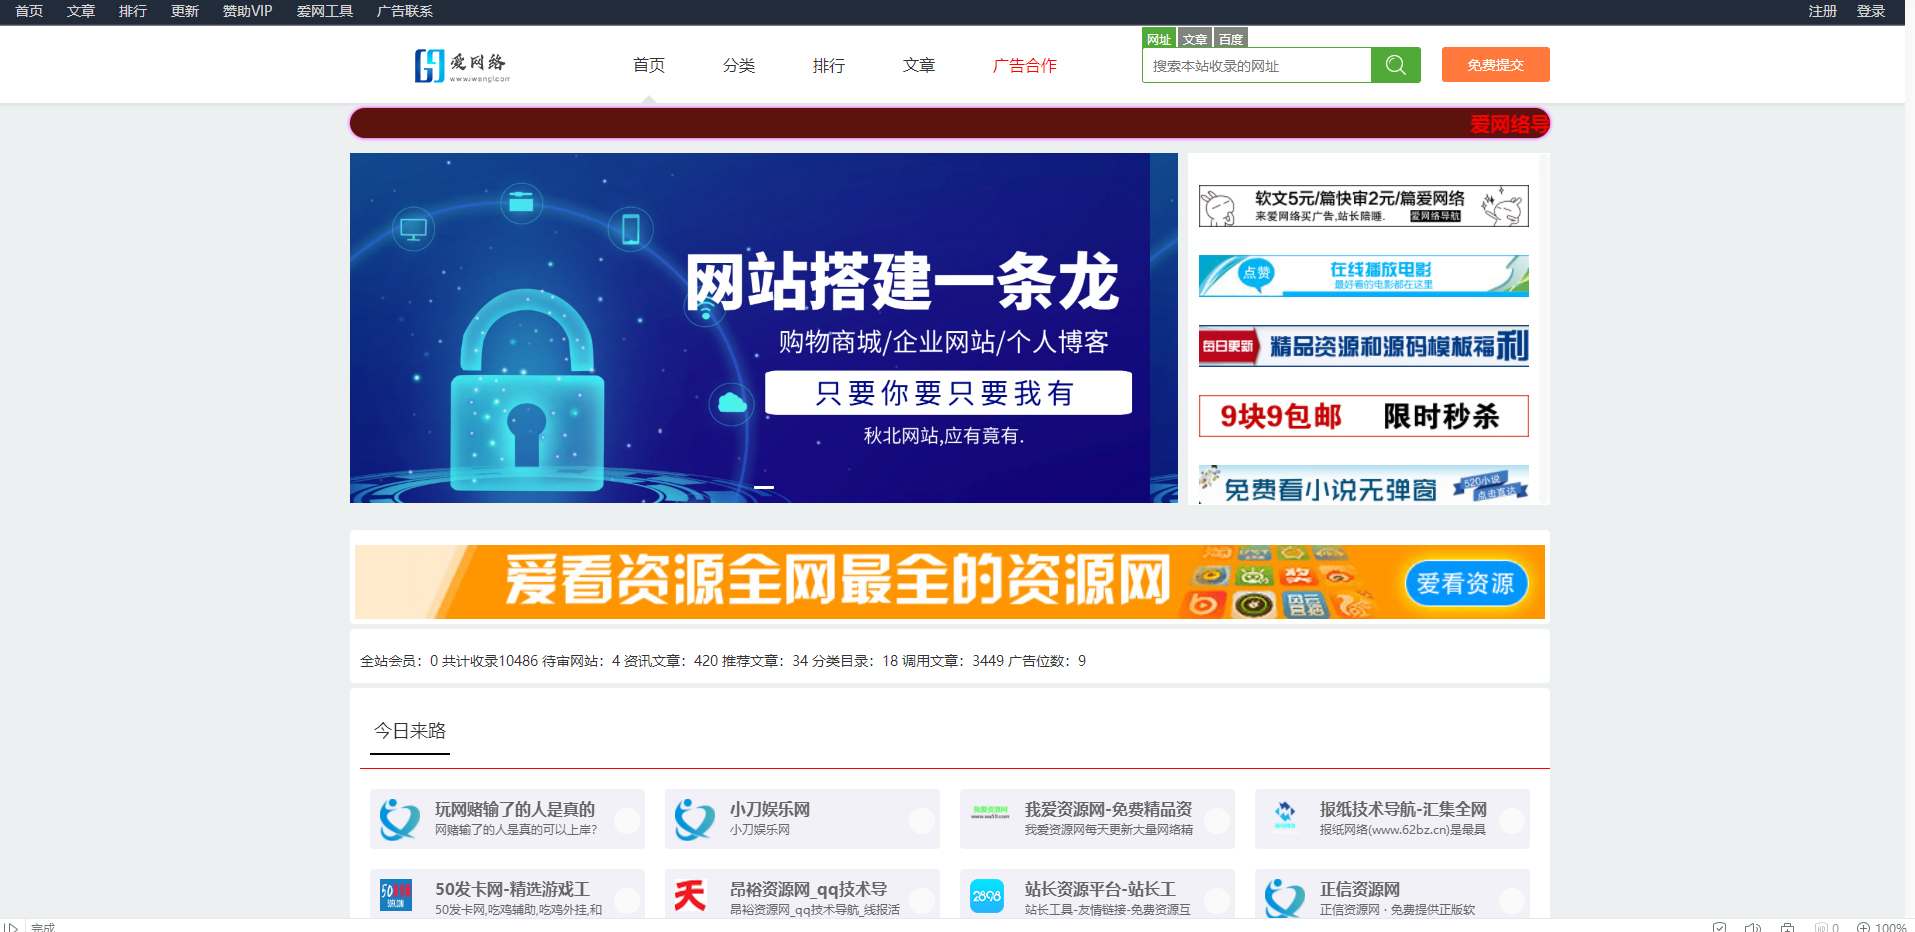 首页 文章 排行 更新 赞助VIP 爱网工具 广告联系 注册 登录
网址 文章 百度
爱网络 首页 分类 排行 文章 广告合作 搜索本站收录的网址 免费提交
爱网络导
网站搭建一条龙
购物商城/企业网站/个人博客
只要你要只要我有
秋北网站,应有竟有.
软文5元/篇快审2元/篇爱网络
来爱网络买广告,站长陪睡. 爱网络导航
点赞 在线播放电影
最好看的电影都在这里
每日更新 精品资源和源码模板福利
9块9包邮 限时秒杀
免费看小说无弹窗 520小说
点击直达
爱看资源全网最全的资源网 爱看资源
全站会员：0 共计收录10486 待审网站：4 资讯文章：420 推荐文章：34 分类目录：18 调用文章：3449 广告位数：9
今日来路
玩网赌输了的人是真的
网赌输了的人是真的可以上岸?
小刀娱乐网
小刀娱乐网
我爱资源网
www.wa59.com
我爱资源网-免费精品资
我爱资源网每天更新大量网络精
报纸技术导航-汇集全网
报纸网络(www.62bz.cn)是最具
50发卡网-精选游戏工
50发卡网,吃鸡辅助,吃鸡外挂,和
天
昂裕资源网_qq技术导
昂裕资源网_qq技术导航_线报活
2898
站长资源平台-站长工
站长工具-友情链接-免费资源互
正信资源网
正信资源网 · 免费提供正版软
完成 0 100%